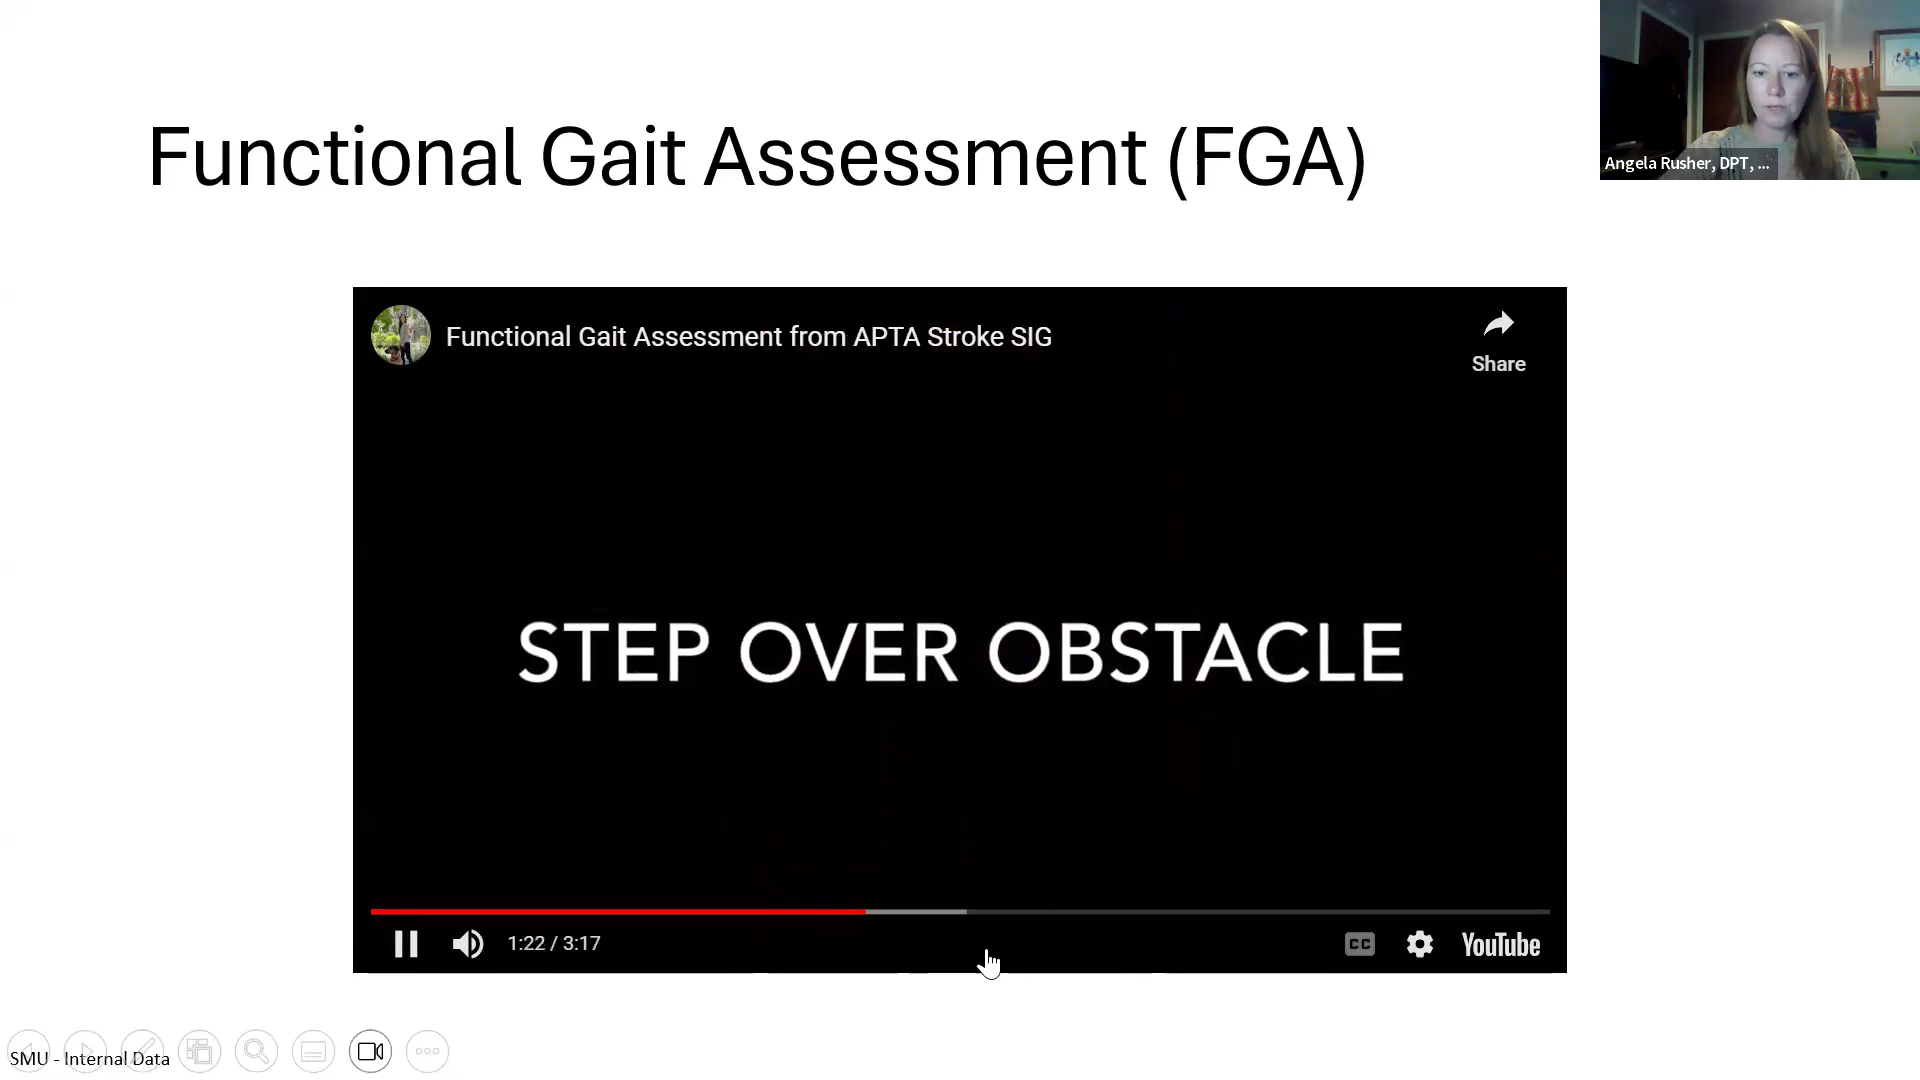 Functional Gait Assessment (FGA)
Angela Rusher, DPT, ...
Functional Gait Assessment from APTA Stroke SIG
Share
STEP OVER OBSTACLE
1:22 / 3:17
CC
YouTube
SMU - Internal Data